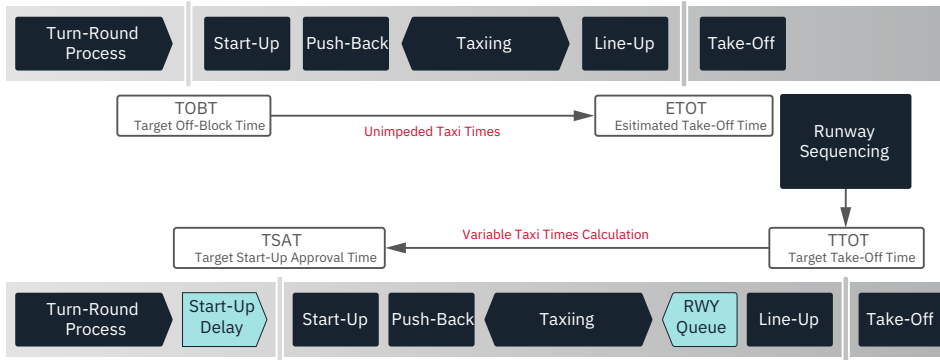 Turn-Round
Process
Start-Up
Push-Back
Taxiing
Line-Up
Take-Off
TOBT
Target Off-Block Time
Unimpeded Taxi Times
ETOT
Esitimated Take-Off Time
Runway
Sequencing
TSAT
Target Start-Up Approval Time
Variable Taxi Times Calculation
TTOT
Target Take-Off Time
Turn-Round
Process
Start-Up
Delay
Start-Up
Push-Back
Taxiing
RWY
Queue
Line-Up
Take-Off